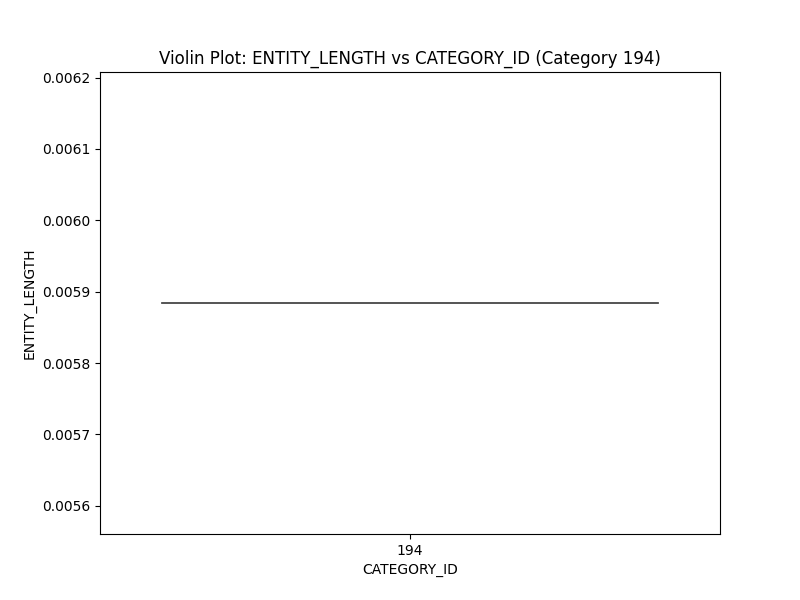 Violin Plot: ENTITY_LENGTH vs CATEGORY_ID (Category 194)
0.0062
0.0061
0.0060
0.0059
0.0058
0.0057
0.0056
ENTITY_LENGTH
194
CATEGORY_ID